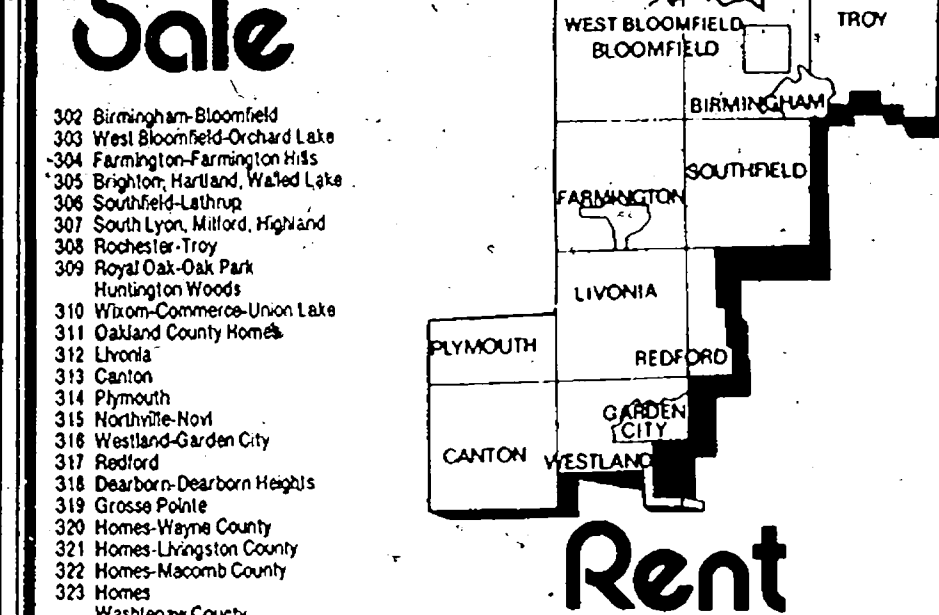 Sale
302 Birmingham-Bloomfield
303 West Bloomfield-Orchard Lake
304 Farmington-Farmington Hills
305 Brighton, Hartland, Walled Lake
306 Southfield-Lathrup
307 South Lyon, Milford, Highland
308 Rochester-Troy
309 Royal Oak-Oak Park
Huntington Woods
310 Wixom-Commerce-Union Lake
311 Oakland County Homes
312 Livonia
313 Canton
314 Plymouth
315 Northville-Novi
316 Westland-Garden City
317 Redford
318 Dearborn-Dearborn Heights
319 Grosse Pointe
320 Homes-Wayne County
321 Homes-Livingston County
322 Homes-Macomb County
323 Homes
Washtenaw County
WEST BLOOMFIELD
BLOOMFIELD
TROY
BIRMINGHAM
SOUTHFIELD
FARMINGTON
LIVONIA
PLYMOUTH
REDFORD
GARDEN
CITY
CANTON
WESTLAND
Rent